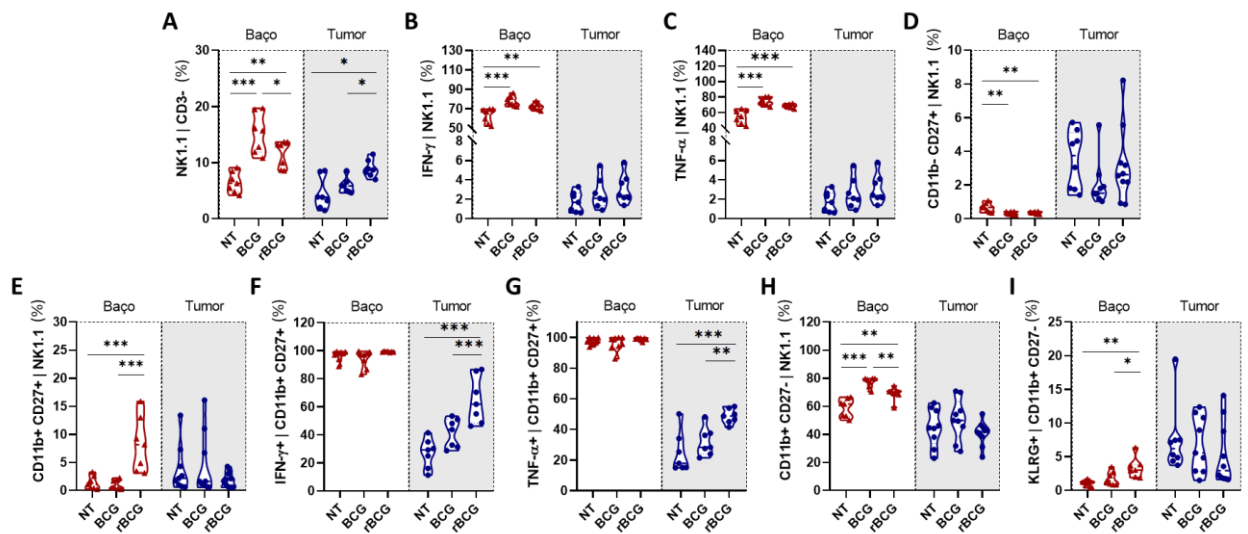 A
Baço Tumor
NK1.1 | CD3- (%)
30
20
10
0
** *** * * *
NT BCG rBCG NT BCG rBCG
B
Baço Tumor
IFN-γ | NK1.1 (%)
130
110
90
70
50
6
4
2
0
** ***
NT BCG rBCG NT BCG rBCG
C
Baço Tumor
TNF-α | NK1.1 (%)
140
120
100
80
60
40
6
4
2
0
*** ***
NT BCG rBCG NT BCG rBCG
D
Baço Tumor
CD11b- CD27+ | NK1.1 (%)
10
8
6
4
2
0
** **
NT BCG rBCG NT BCG rBCG
E
Baço Tumor
CD11b+ CD27+ | NK1.1 (%)
30
25
20
15
10
5
0
*** ***
NT BCG rBCG NT BCG rBCG
F
Baço Tumor
IFN-γ+ | CD11b+ CD27+ (%)
120
100
80
60
40
20
0
*** ***
NT BCG rBCG NT BCG rBCG
G
Baço Tumor
TNF-α+ | CD11b+ CD27+(%)
100
80
60
40
20
0
*** **
NT BCG rBCG NT BCG rBCG
H
Baço Tumor
CD11b+ CD27- | NK1.1 (%)
120
100
80
60
40
20
0
** *** **
NT BCG rBCG NT BCG rBCG
I
Baço Tumor
KLRG+ | CD11b+ CD27- (%)
25
20
15
10
5
0
** *
NT BCG rBCG NT BCG rBCG